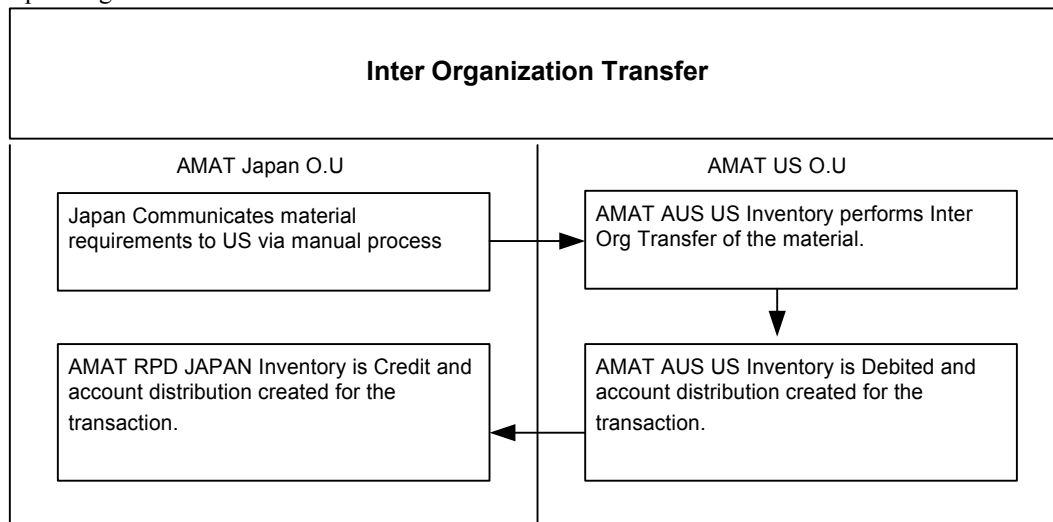 Inter Organization Transfer
AMAT Japan O.U
AMAT US O.U
Japan Communicates material
requirements to US via manual process
AMAT AUS US Inventory performs Inter
Org Transfer of the material.
AMAT RPD JAPAN Inventory is Credit and
account distribution created for the
transaction.
AMAT AUS US Inventory is Debited and
account distribution created for the
transaction.